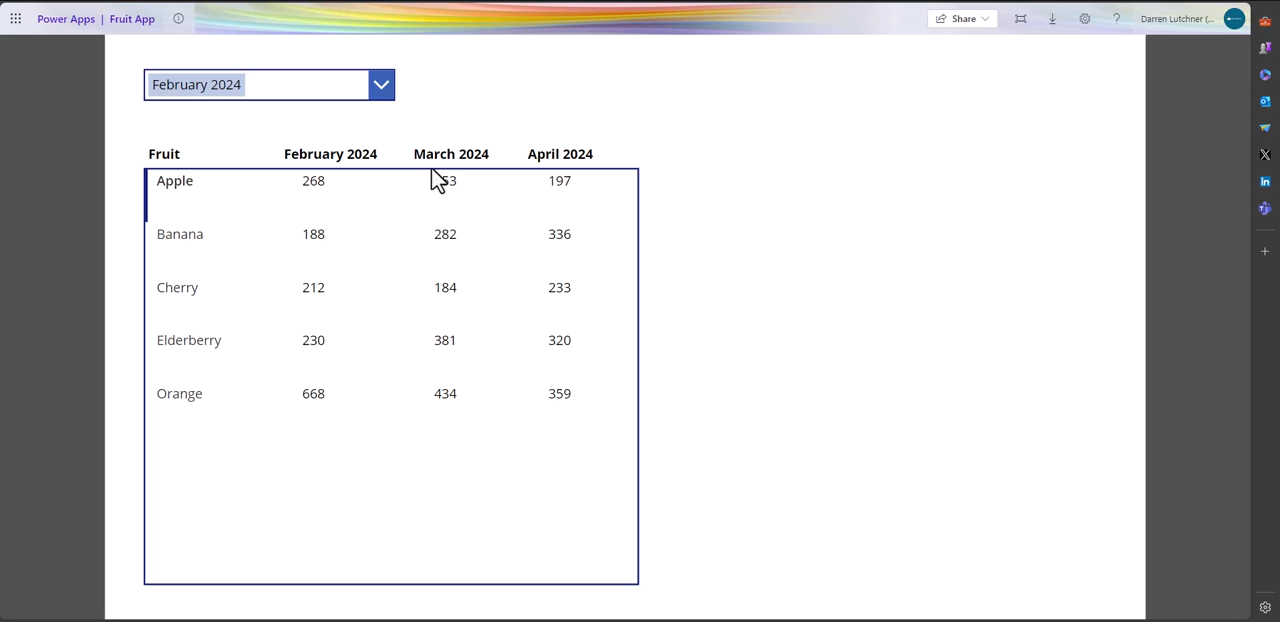 Power Apps | Fruit App Share ? Darren Lutchner (...
February 2024
Fruit February 2024 March 2024 April 2024
Apple 268 53 197
Banana 188 282 336
Cherry 212 184 233
Elderberry 230 381 320
Orange 668 434 359